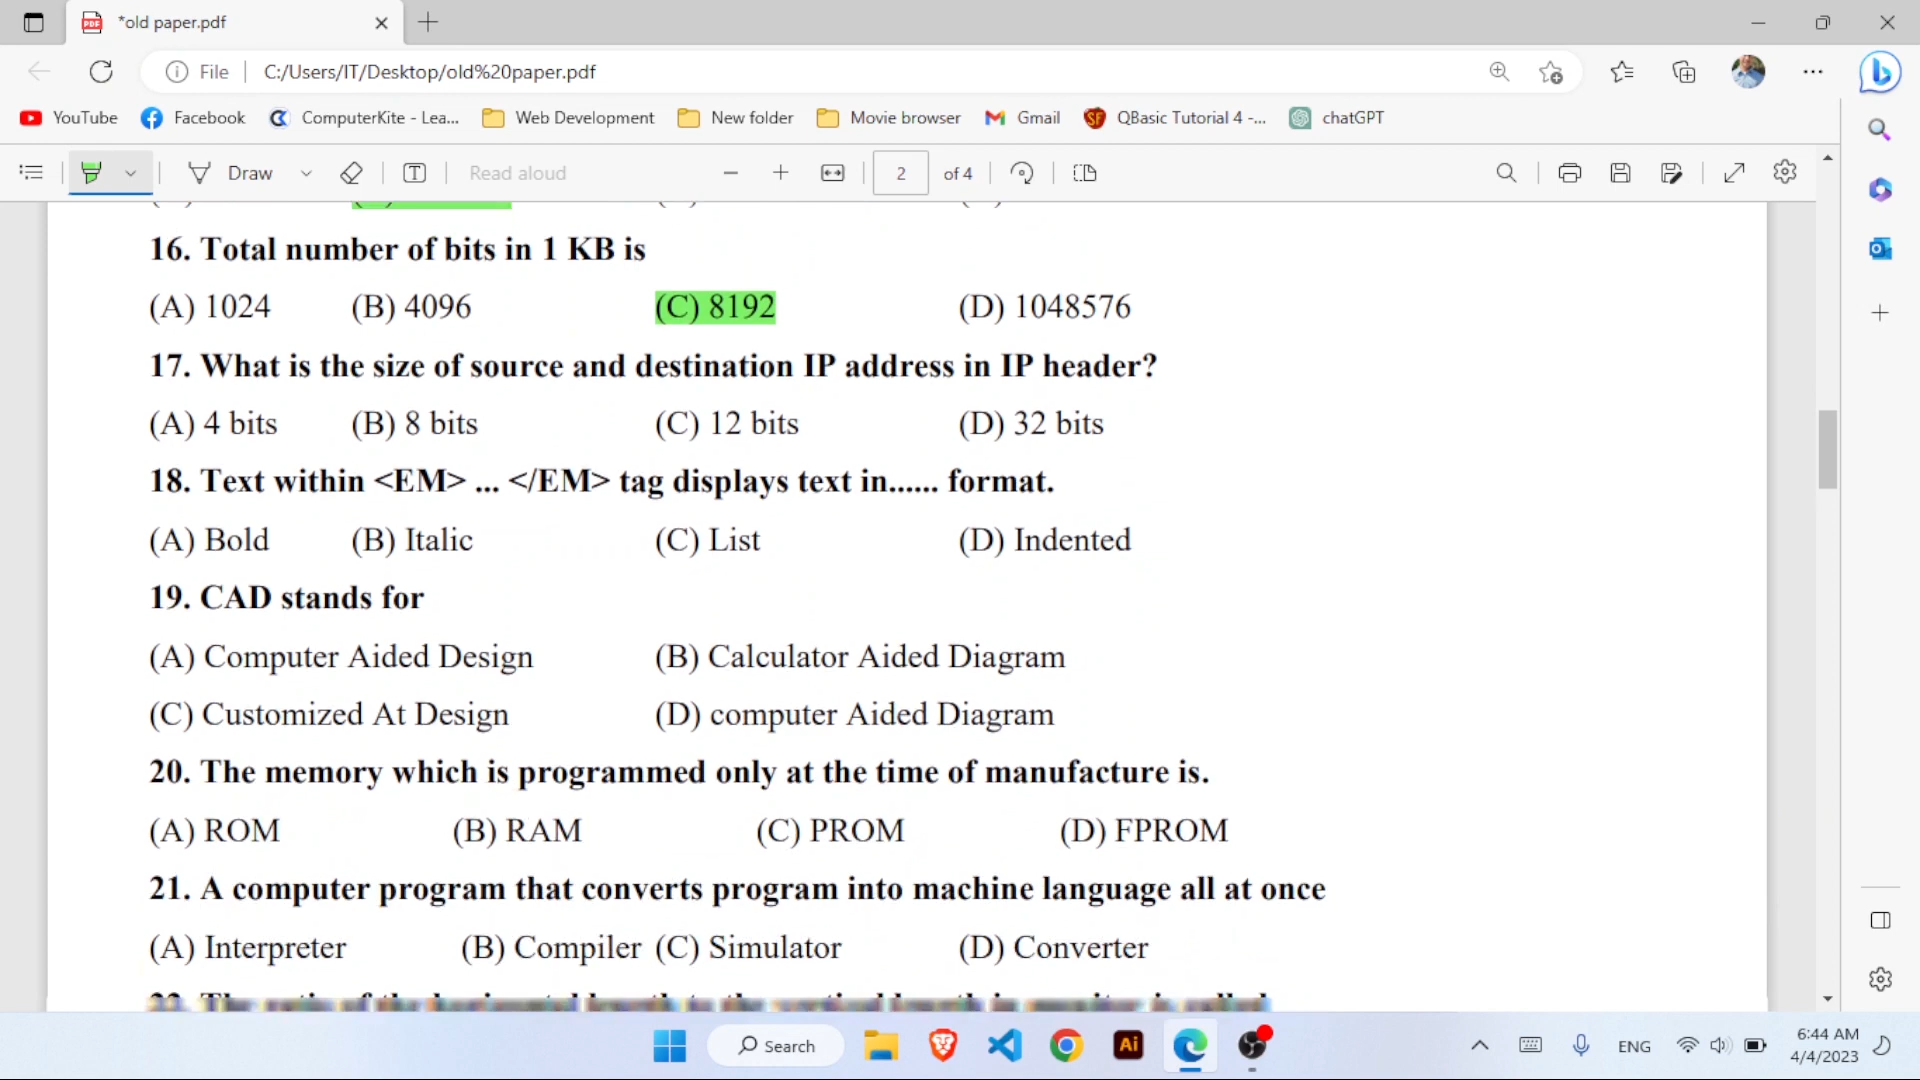 *old paper.pdf
File
C:/Users/IT/Desktop/old%20paper.pdf
YouTube Facebook ComputerKite - Lea... Web Development New folder Movie browser Gmail QBasic Tutorial 4 -... chatGPT
Draw Read aloud 2 of 4
16. Total number of bits in 1 KB is
(A) 1024 (B) 4096 (C) 8192 (D) 1048576
17. What is the size of source and destination IP address in IP header?
(A) 4 bits (B) 8 bits (C) 12 bits (D) 32 bits
18. Text within <EM> ... </EM> tag displays text in...... format.
(A) Bold (B) Italic (C) List (D) Indented
19. CAD stands for
(A) Computer Aided Design (B) Calculator Aided Diagram
(C) Customized At Design (D) computer Aided Diagram
20. The memory which is programmed only at the time of manufacture is.
(A) ROM (B) RAM (C) PROM (D) FPROM
21. A computer program that converts program into machine language all at once
(A) Interpreter (B) Compiler (C) Simulator (D) Converter
Search
Ai
ENG
6:44 AM
4/4/2023